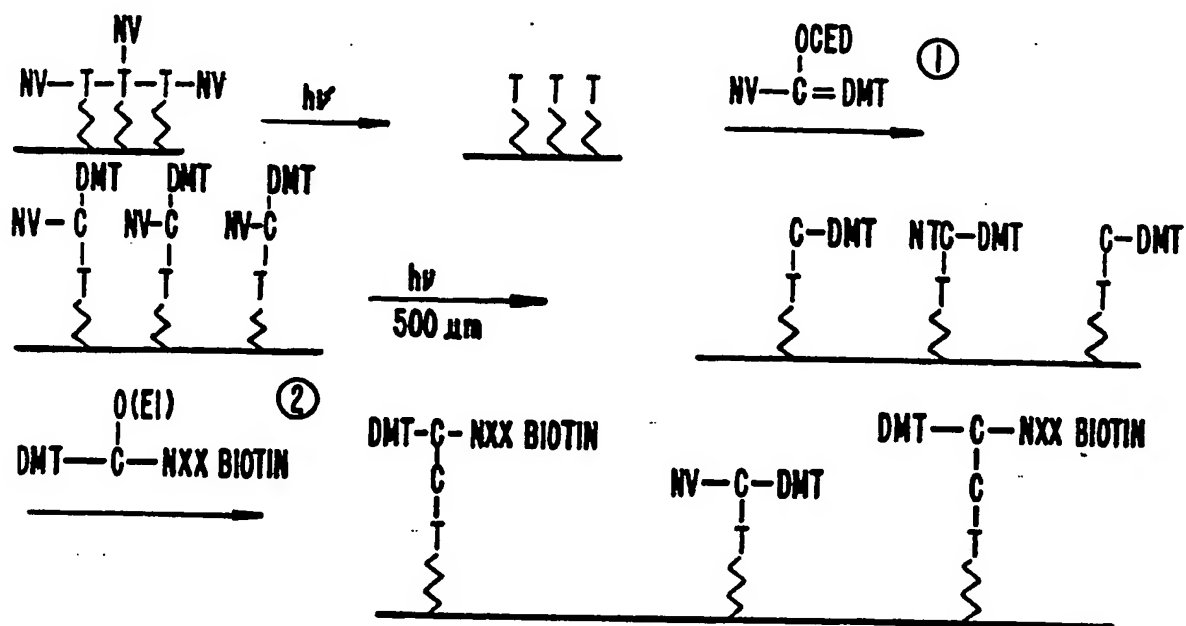 NV
NV-T-T-T-NV
hν
T T T
OCED
NV-C=DMT
①
DMT DMT DMT
NV-C NV-C NV-C
T T T
hν
500 µm
C-DMT NTC-DMT C-DMT
T T T
②
O(EI)
DMT-C-NXX BIOTIN
DMT-C-NXX BIOTIN
C
T
NV-C-DMT
T
DMT-C-NXX BIOTIN
C
T